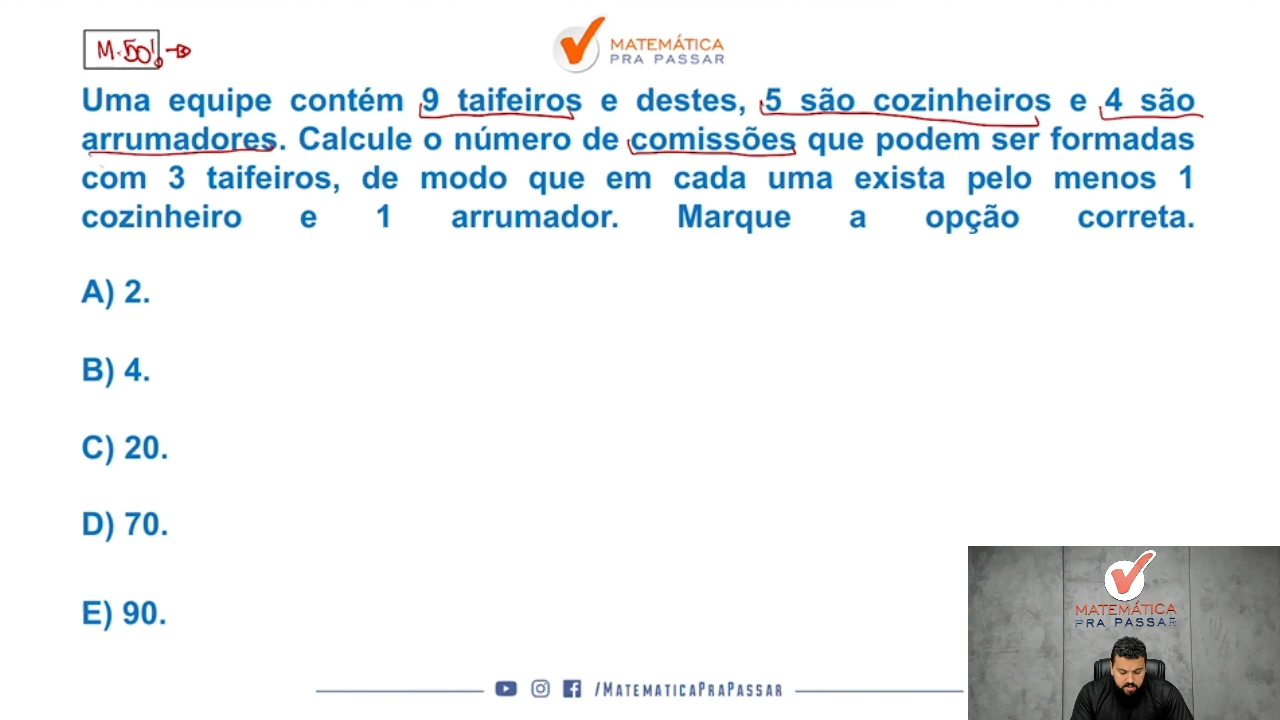 M.50!
MATEMÁTICA
PRA PASSAR
Uma equipe contém 9 taifeiros e destes, 5 são cozinheiros e 4 são
arrumadores. Calcule o número de comissões que podem ser formadas
com 3 taifeiros, de modo que em cada uma exista pelo menos 1
cozinheiro e 1 arrumador. Marque a opção correta.
A) 2.
B) 4.
C) 20.
D) 70.
E) 90.
MATEMÁTICA
PRA PASSAR
/MATEMATICAPRAPASSAR